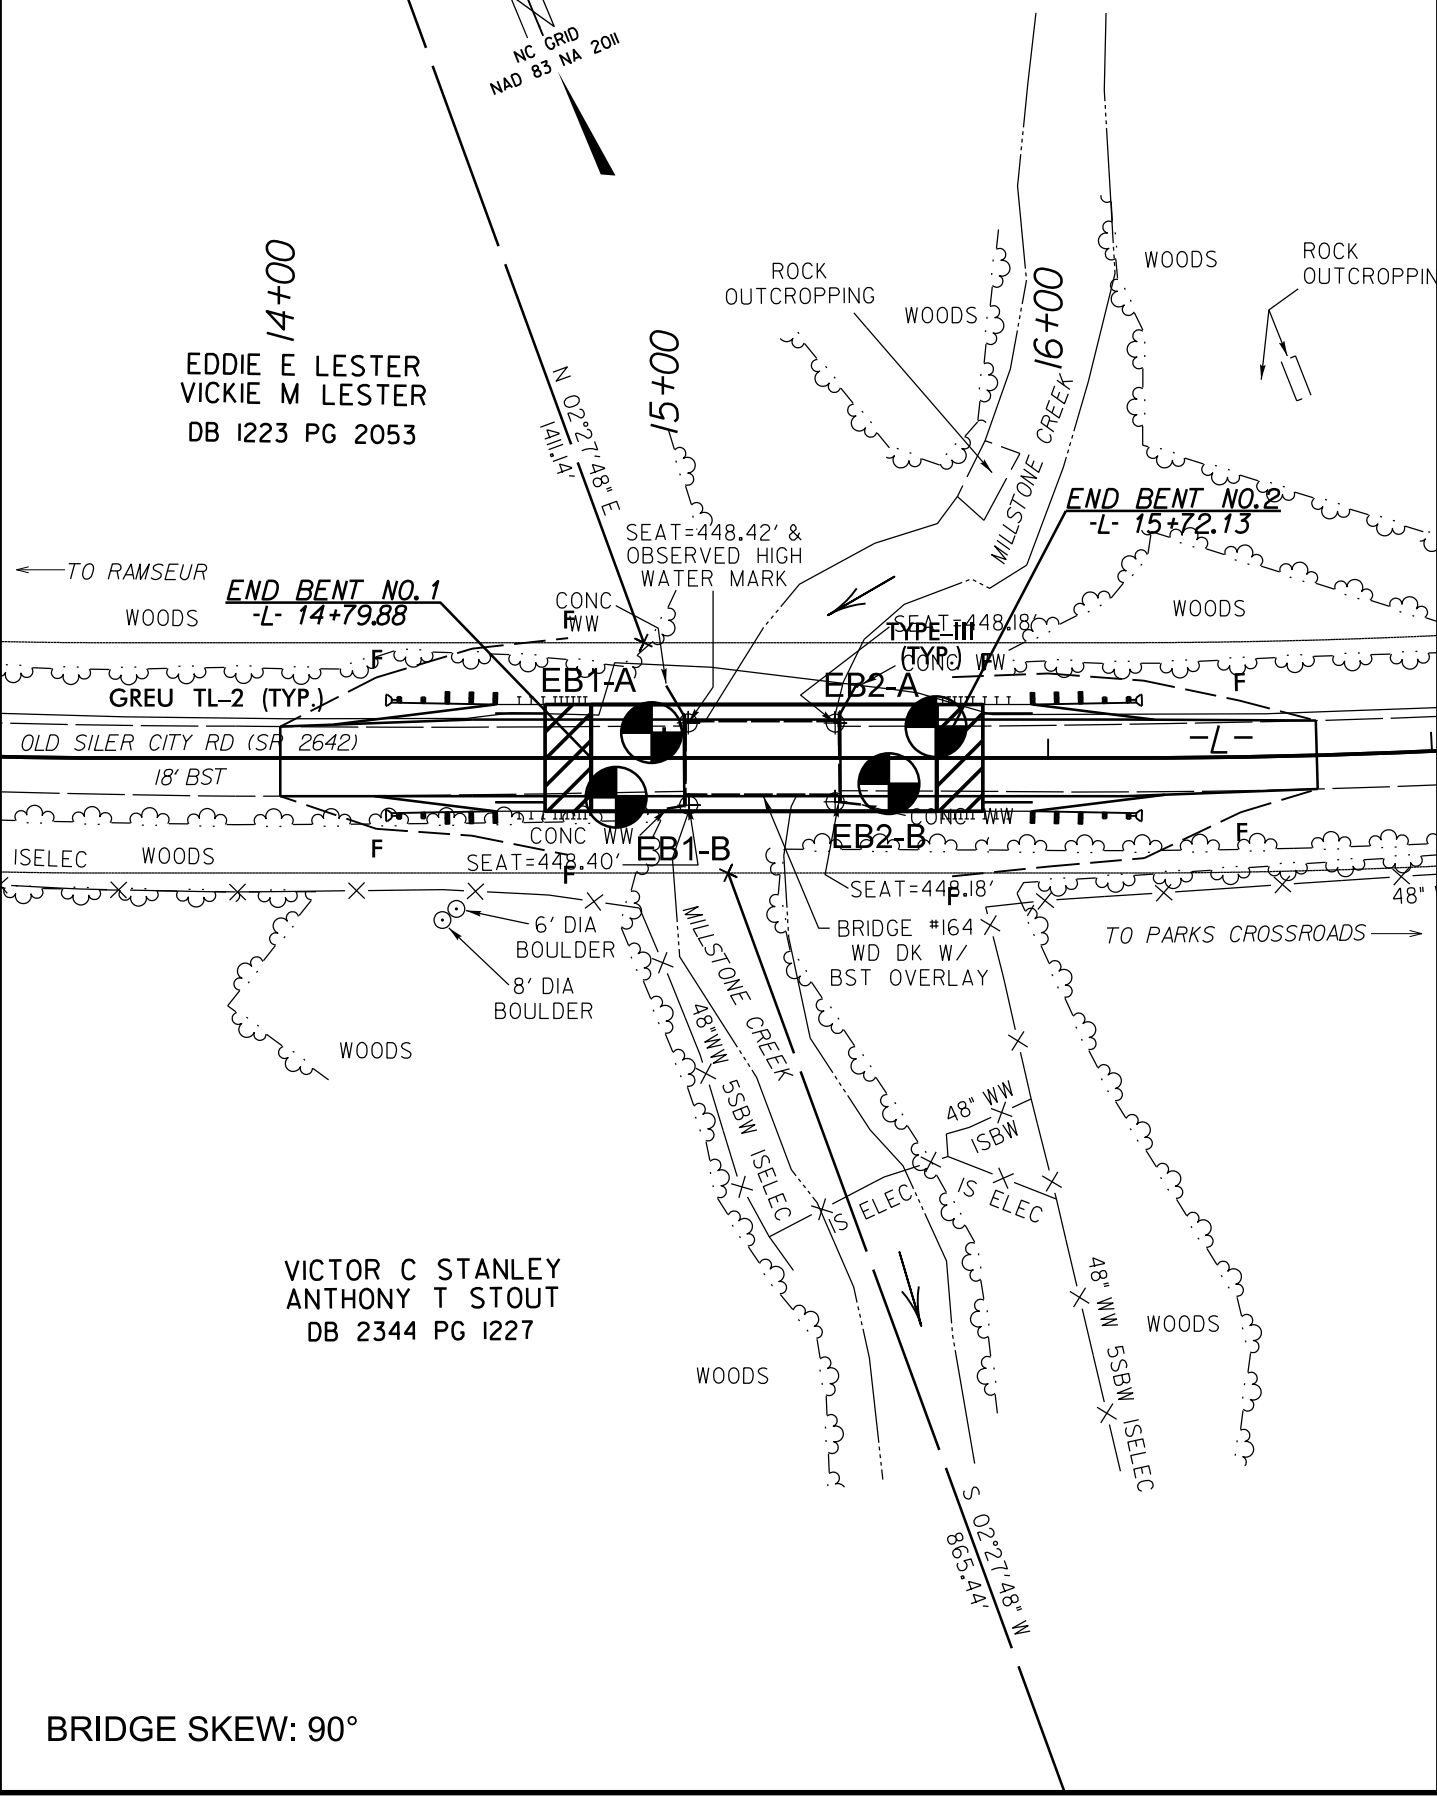 NC GRID
NAD 83 NA 2011
14+00
EDDIE E LESTER
VICKIE M LESTER
DB 1223 PG 2053
15+00
16+00
ROCK
OUTCROPPING
WOODS
WOODS
ROCK
OUTCROPPIN
N 02°27'48" E
1411.14'
MILLSTONE CREEK
END BENT NO.2
-L- 15+72.13
SEAT=448.42' &
OBSERVED HIGH
WATER MARK
TO RAMSEUR
END BENT NO.1
-L- 14+79.88
WOODS
CONC
WW
F
WOODS
SEAT=448.18'
TYPE-III
(TYP.)
CONC WW
F
F
F
GREU TL-2 (TYP.)
EB1-A
EB2-A
OLD SILER CITY RD (SR 2642)
-L-
18' BST
CONC WW
CONC WW
EB1-B
EB2-B
F
F
1SELEC
WOODS
SEAT=448.40'
F
SEAT=448.18'
F
48"
6' DIA
BOULDER
8' DIA
BOULDER
BRIDGE #164
WD DK W/
BST OVERLAY
TO PARKS CROSSROADS
MILLSTONE CREEK
WOODS
48"WW 5SBW 1SELEC
48" WW
1SBW
1S ELEC
1S ELEC
VICTOR C STANLEY
ANTHONY T STOUT
DB 2344 PG 1227
48" WW 5SBW 1SELEC
WOODS
WOODS
S 02°27'48" W
865.44'
BRIDGE SKEW: 90°